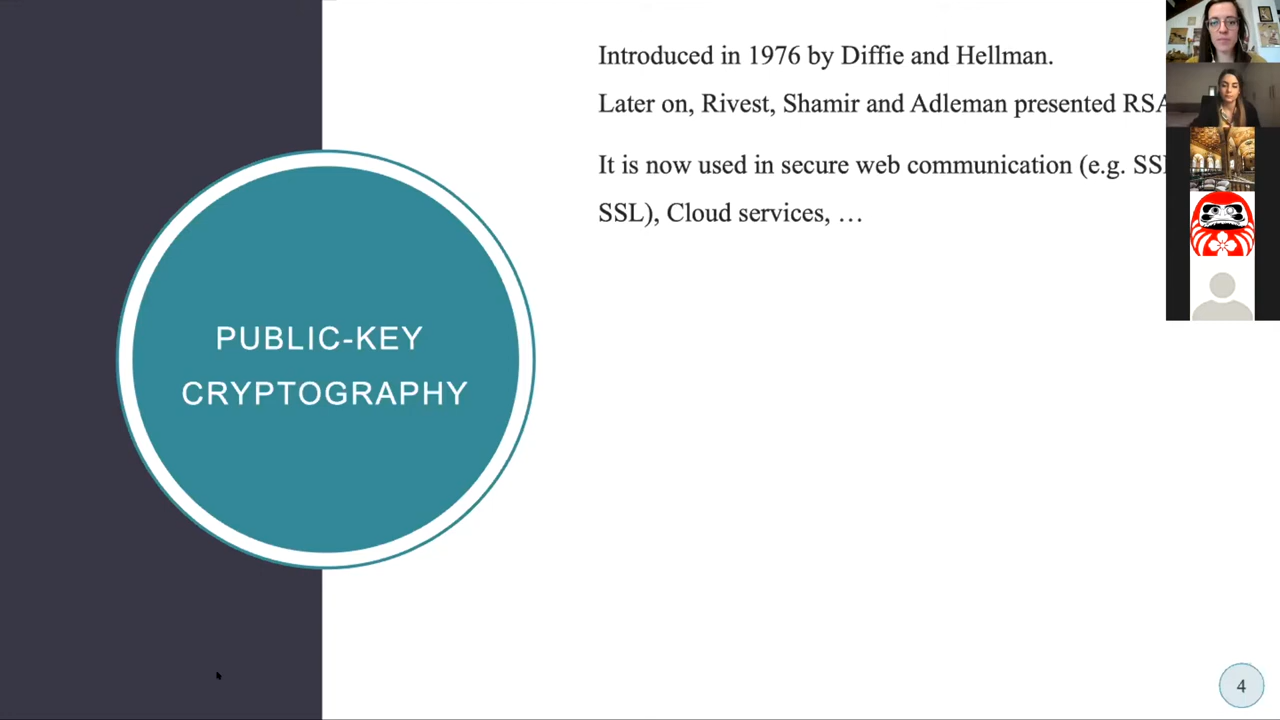 Introduced in 1976 by Diffie and Hellman.
Later on, Rivest, Shamir and Adleman presented
It is now used in secure web communication (e.g.
SSL), Cloud services, …
PUBLIC-KEY
CRYPTOGRAPHY
4